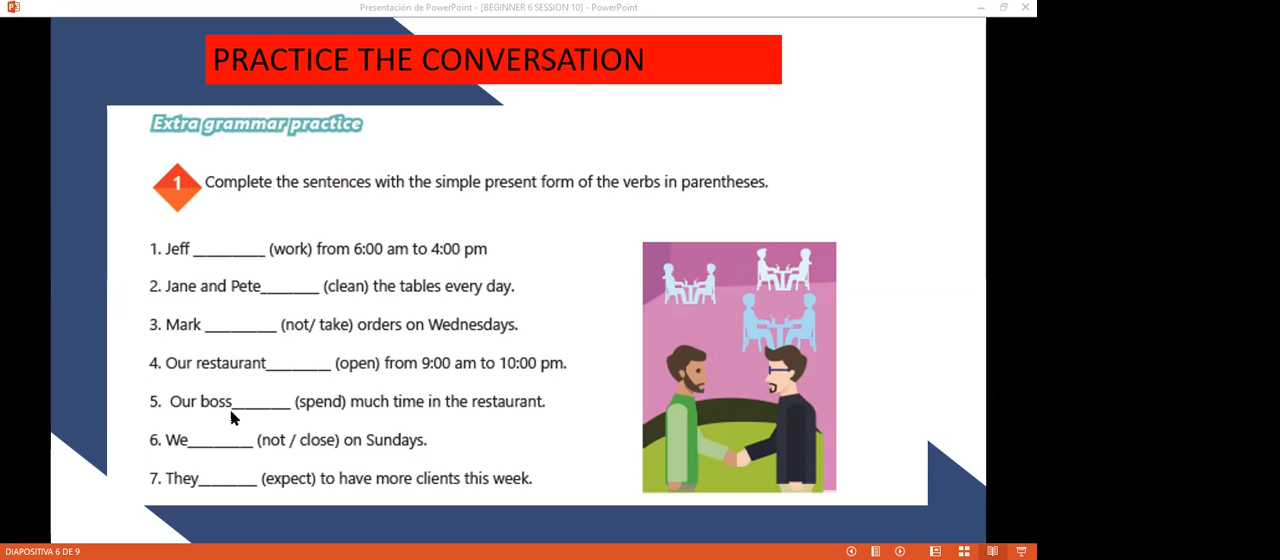 Presentación de PowerPoint - [BEGINNER 6 SESSION 10] - PowerPoint
PRACTICE THE CONVERSATION
Extra grammar practice
1 Complete the sentences with the simple present form of the verbs in parentheses.
1. Jeff _________ (work) from 6:00 am to 4:00 pm
2. Jane and Pete_______ (clean) the tables every day.
3. Mark _________ (not/ take) orders on Wednesdays.
4. Our restaurant________ (open) from 9:00 am to 10:00 pm.
5. Our boss_______ (spend) much time in the restaurant.
6. We________ (not / close) on Sundays.
7. They_______ (expect) to have more clients this week.
DIAPOSITIVA 6 DE 9